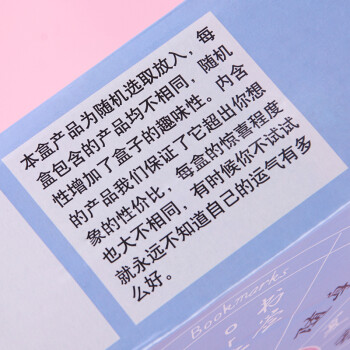 本盒产品为随机选取放入，每
盒包含的产品均不相同，随机
性增加了盒子的趣味性。内含
的产品我们保证了它超出你想
象的性价比，每盒的惊喜程度
也大不相同，有时候你不试试
就永远不知道自己的运气有多
么好。
Bookmarks